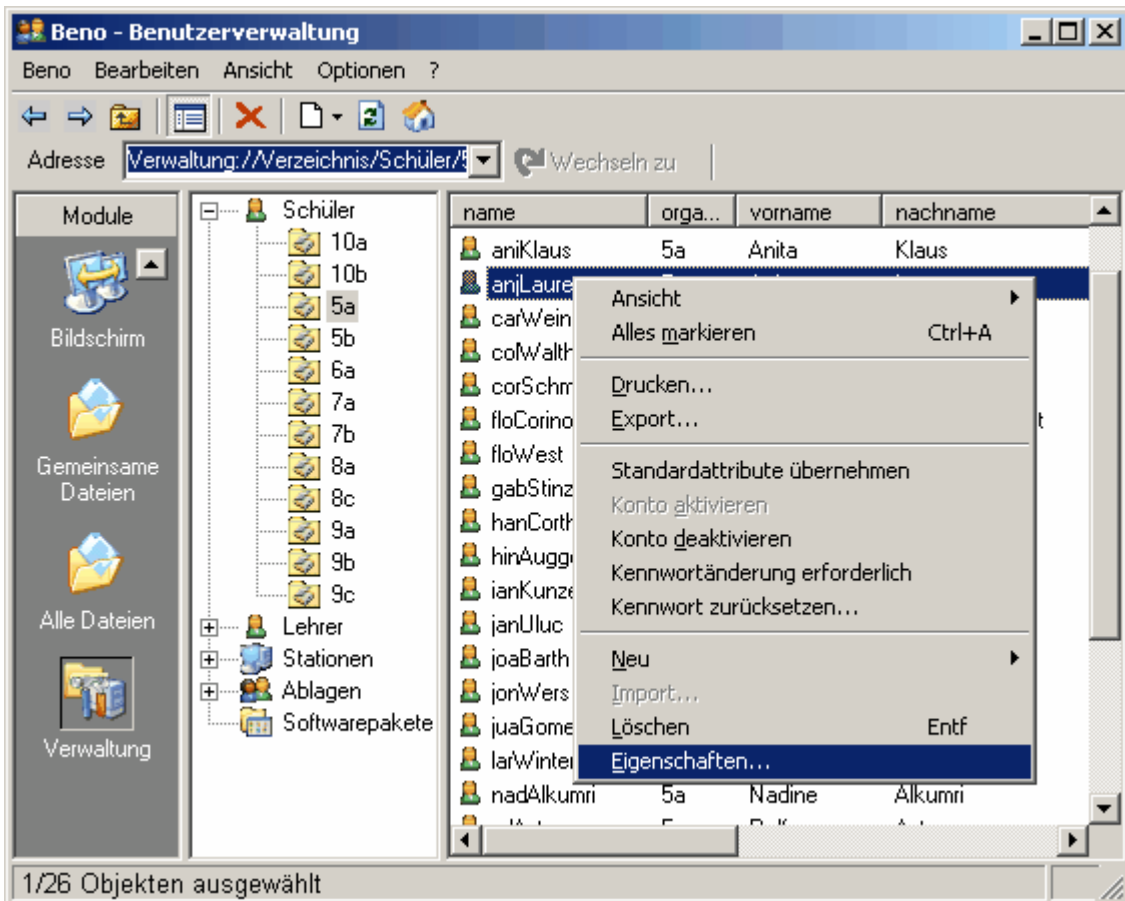 Beno - Benutzerverwaltung
Beno Bearbeiten Ansicht Optionen ?
Adresse Verwaltung://Verzeichnis/Schüler/5 Wechseln zu
Module
Bildschirm
Gemeinsame
Dateien
Alle Dateien
Verwaltung
Schüler
10a
10b
5a
5b
6a
7a
7b
8a
8c
9a
9b
9c
Lehrer
Stationen
Ablagen
Softwarepakete
name orga... vorname nachname
aniKlaus 5a Anita Klaus
anjLaure
carWein
colWalth
corSchm
floCorino
floWest
gabStinz
hanCorth
hinAugg
ianKunze
janUluc
joaBarth
jonWers
juaGome
larWinter
nadAlkumri 5a Nadine Alkumri
Ansicht
Alles markieren Ctrl+A
Drucken...
Export...
Standardattribute übernehmen
Konto aktivieren
Konto deaktivieren
Kennwortänderung erforderlich
Kennwort zurücksetzen...
Neu
Import...
Löschen Entf
Eigenschaften...
1/26 Objekten ausgewählt